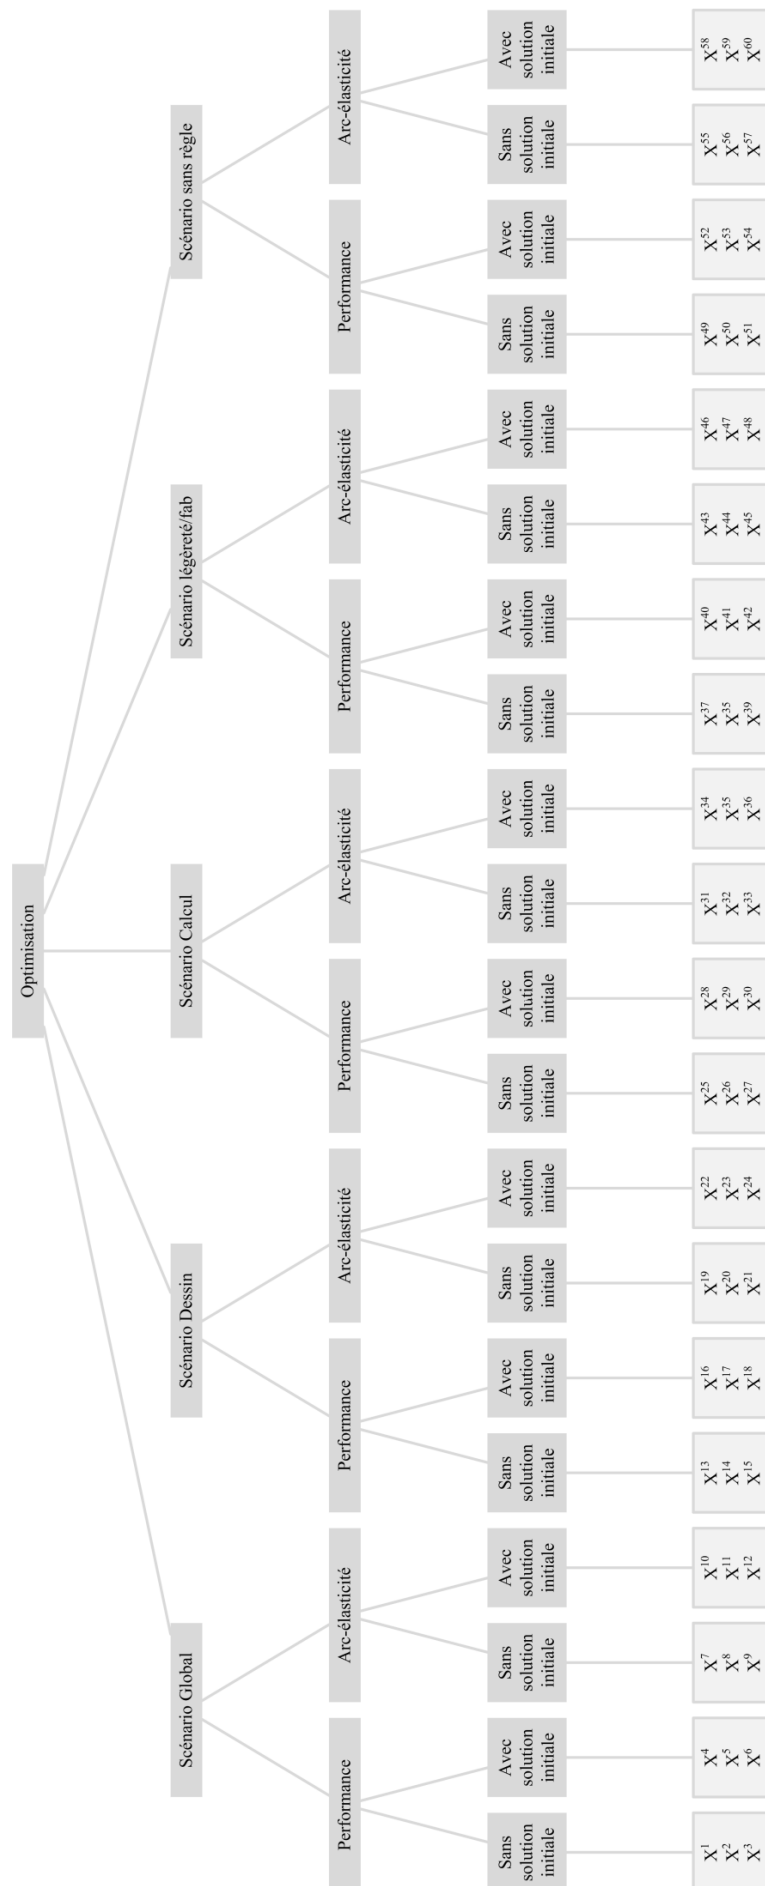 Optimisation
Scénario Global
Scénario Dessin
Scénario Calcul
Scénario légèreté/fab
Scénario sans règle
Performance
Arc-élasticité
Performance
Arc-élasticité
Performance
Arc-élasticité
Performance
Arc-élasticité
Performance
Arc-élasticité
Sans
solution
initiale
Avec
solution
initiale
Sans
solution
initiale
Avec
solution
initiale
Sans
solution
initiale
Avec
solution
initiale
Sans
solution
initiale
Avec
solution
initiale
Sans
solution
initiale
Avec
solution
initiale
Sans
solution
initiale
Avec
solution
initiale
Sans
solution
initiale
Avec
solution
initiale
Sans
solution
initiale
Avec
solution
initiale
Sans
solution
initiale
Avec
solution
initiale
Sans
solution
initiale
Avec
solution
initiale
X¹
X²
X³
X⁴
X⁵
X⁶
X⁷
X⁸
X⁹
X¹⁰
X¹¹
X¹²
X¹³
X¹⁴
X¹⁵
X¹⁶
X¹⁷
X¹⁸
X¹⁹
X²⁰
X²¹
X²²
X²³
X²⁴
X²⁵
X²⁶
X²⁷
X²⁸
X²⁹
X³⁰
X³¹
X³²
X³³
X³⁴
X³⁵
X³⁶
X³⁷
X³⁵
X³⁹
X⁴⁰
X⁴¹
X⁴²
X⁴³
X⁴⁴
X⁴⁵
X⁴⁶
X⁴⁷
X⁴⁸
X⁴⁹
X⁵⁰
X⁵¹
X⁵²
X⁵³
X⁵⁴
X⁵⁵
X⁵⁶
X⁵⁷
X⁵⁸
X⁵⁹
X⁶⁰